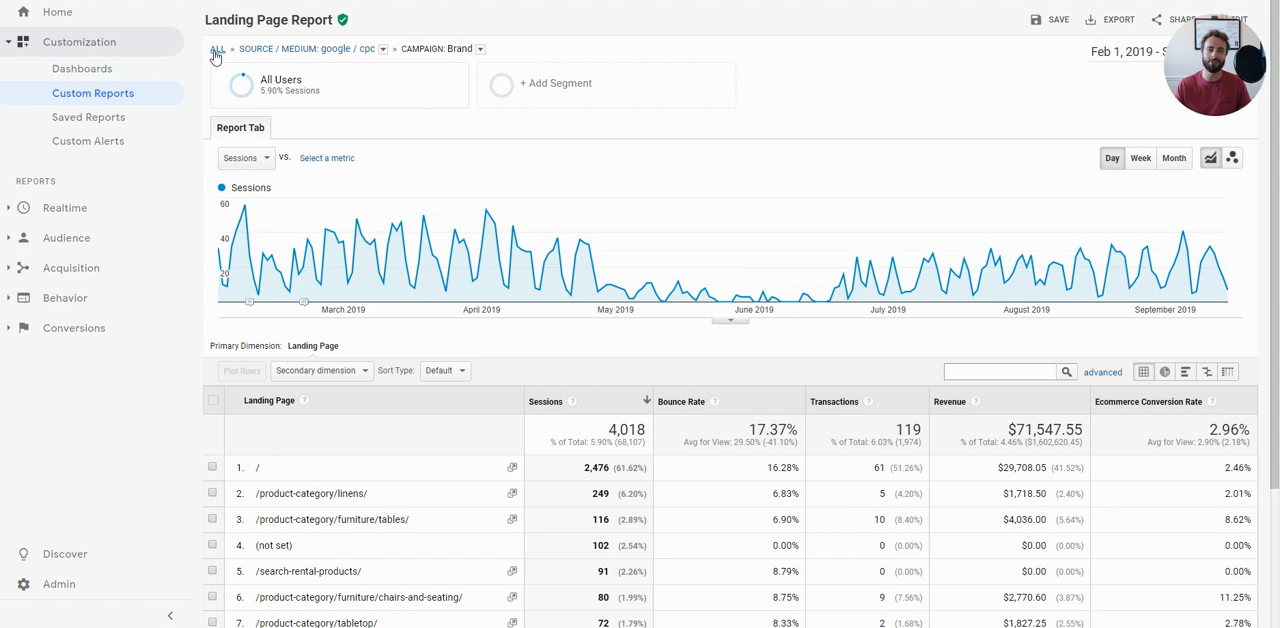 Home
Customization
Dashboards
Custom Reports
Saved Reports
Custom Alerts
REPORTS
Realtime
Audience
Acquisition
Behavior
Conversions
Discover
Admin
Landing Page Report
SAVE
EXPORT
SHARE
EDIT
ALL » SOURCE / MEDIUM: google / cpc » CAMPAIGN: Brand
Feb 1, 2019 - S
All Users
5.90% Sessions
+ Add Segment
Report Tab
Sessions VS. Select a metric
Day Week Month
Sessions
60
40
20
March 2019 April 2019 May 2019 June 2019 July 2019 August 2019 September 2019
Primary Dimension: Landing Page
Plot Rows Secondary dimension Sort Type: Default advanced
Landing Page Sessions Bounce Rate Transactions Revenue Ecommerce Conversion Rate
4,018 17.37% 119 $71,547.55 2.96%
% of Total: 5.90% (68,107) Avg for View: 29.50% (-41.10%) % of Total: 6.03% (1,974) % of Total: 4.46% ($1,602,620.45) Avg for View: 2.90% (2.18%)
1. / 2,476 (61.62%) 16.28% 61 (51.26%) $29,708.05 (41.52%) 2.46%
2. /product-category/linens/ 249 (6.20%) 6.83% 5 (4.20%) $1,718.50 (2.40%) 2.01%
3. /product-category/furniture/tables/ 116 (2.89%) 6.90% 10 (8.40%) $4,036.00 (5.64%) 8.62%
4. (not set) 102 (2.54%) 0.00% 0 (0.00%) $0.00 (0.00%) 0.00%
5. /search-rental-products/ 91 (2.26%) 8.79% 0 (0.00%) $0.00 (0.00%) 0.00%
6. /product-category/furniture/chairs-and-seating/ 80 (1.99%) 8.75% 9 (7.56%) $2,770.60 (3.87%) 11.25%
7. /product-category/tabletop/ 72 (1.79%) 8.33% 2 (1.68%) $1,827.25 (2.55%) 2.78%